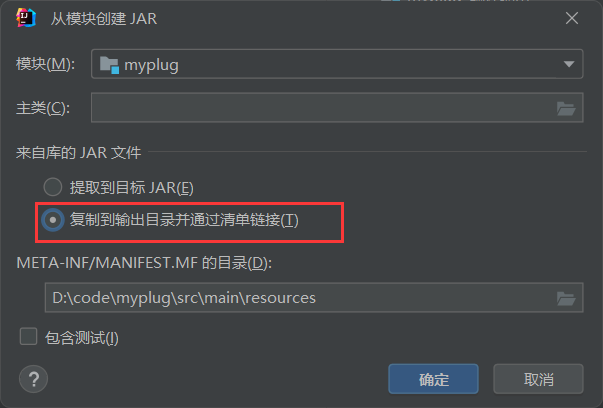 从模块创建 JAR
模块(M): myplug
主类(C):
来自库的 JAR 文件
提取到目标 JAR(E)
复制到输出目录并通过清单链接(T)
META-INF/MANIFEST.MF 的目录(D):
D:\code\myplug\src\main\resources
包含测试(I)
? 确定 取消